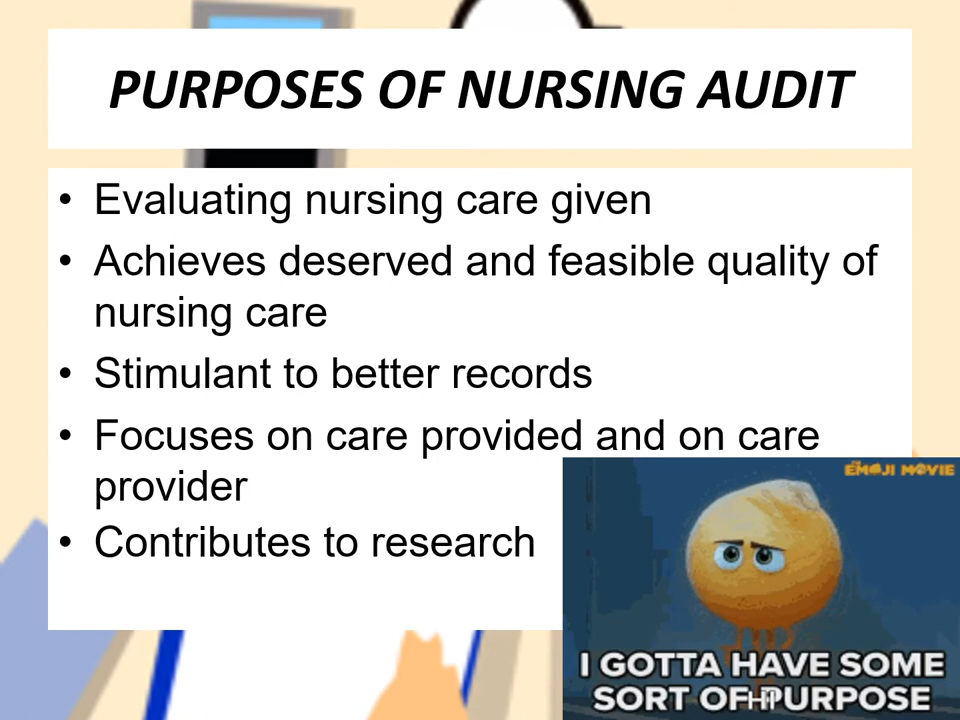 PURPOSES OF NURSING AUDIT
• Evaluating nursing care given
• Achieves deserved and feasible quality of
nursing care
• Stimulant to better records
• Focuses on care provided and on care
provider
• Contributes to research
EMOJI MOVIE
I GOTTA HAVE SOME
SORT OF PURPOSE